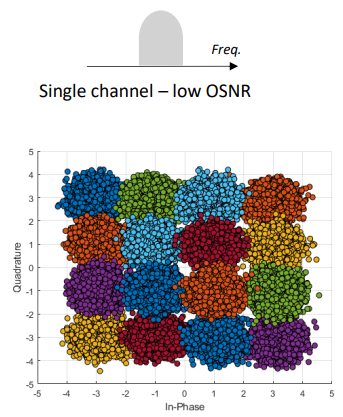 Freq.
Single channel – low OSNR
5
4
3
2
1
0
-1
-2
-3
-4
-5
Quadrature
-5 -4 -3 -2 -1 0 1 2 3 4 5
In-Phase